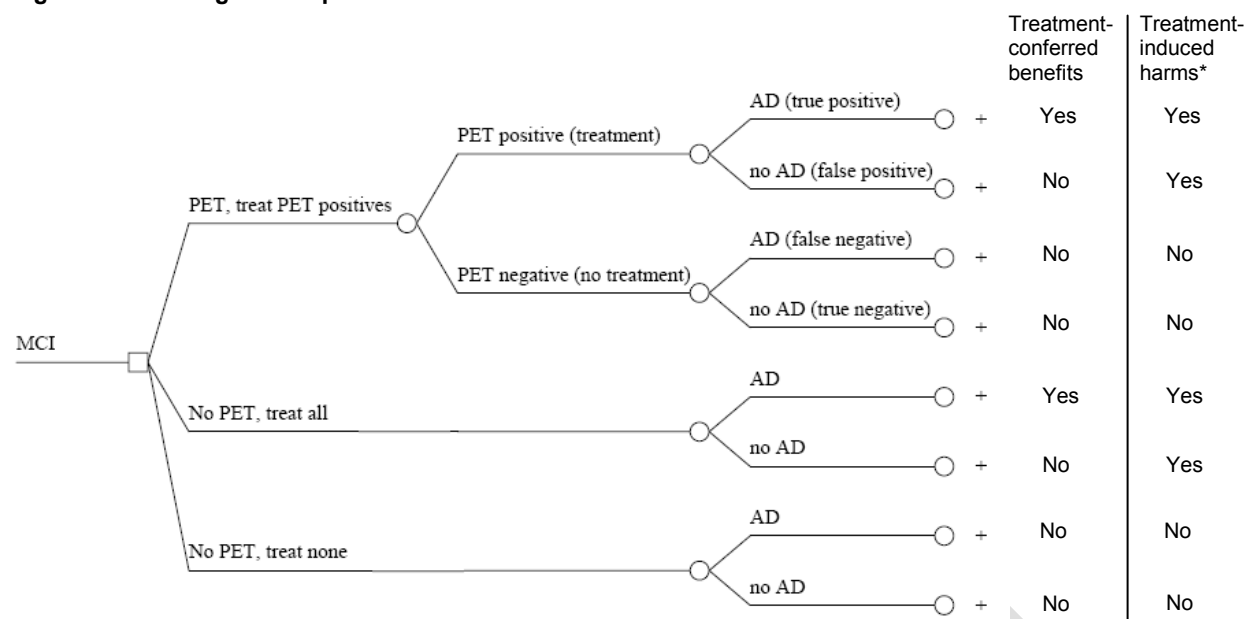 Treatment-conferred benefits
Treatment-induced harms*
AD (true positive)
+ Yes Yes
PET positive (treatment)
no AD (false positive)
+ No Yes
PET, treat PET positives
AD (false negative)
+ No No
PET negative (no treatment)
no AD (true negative)
+ No No
MCI
AD
+ Yes Yes
No PET, treat all
no AD
+ No Yes
AD
+ No No
No PET, treat none
no AD
+ No No